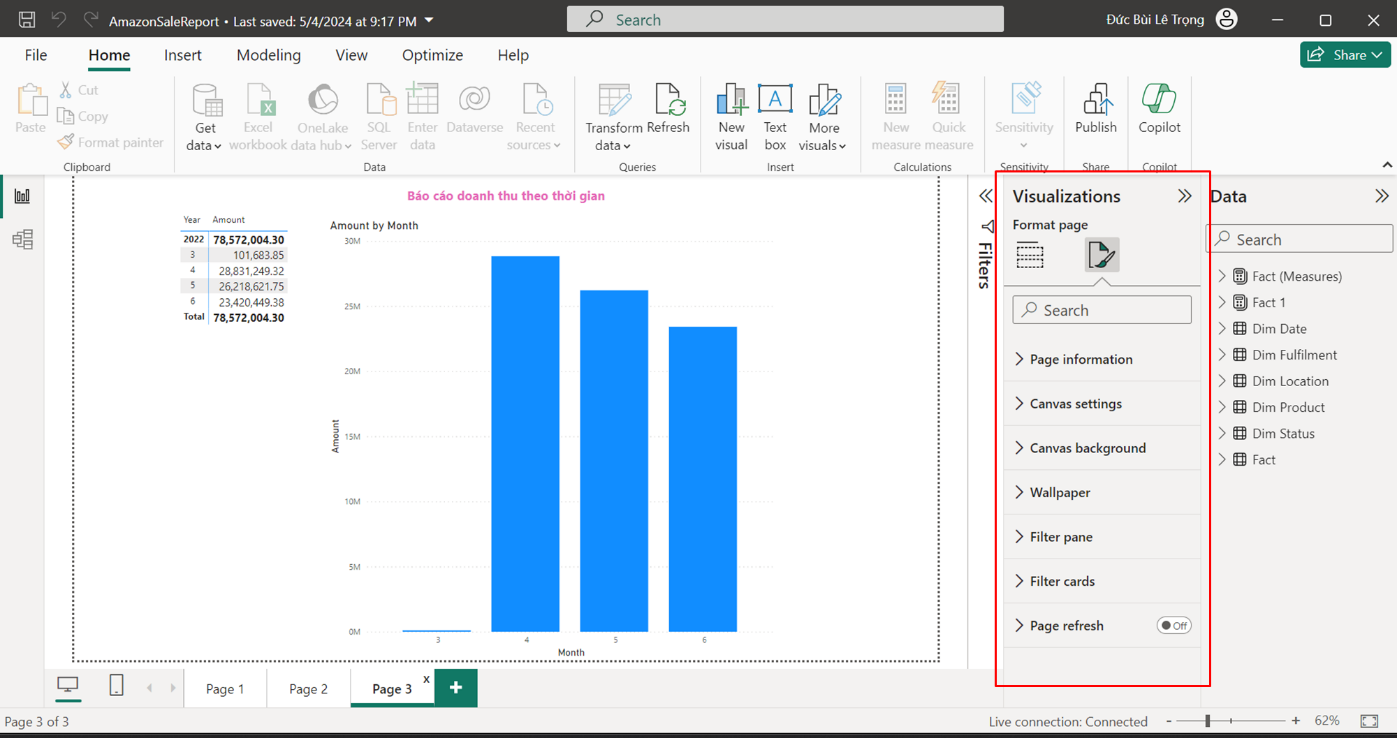 AmazonSaleReport • Last saved: 5/4/2024 at 9:17 PM
Search
Đức Bùi Lê Trọng
File Home Insert Modeling View Optimize Help
Share
Paste
Cut
Copy
Format painter
Clipboard
Get data
Excel workbook
OneLake data hub
SQL Server
Enter data
Dataverse
Recent sources
Data
Transform data
Refresh
Queries
New visual
Text box
More visuals
Insert
New measure
Quick measure
Calculations
Sensitivity
Sensitivity
Publish
Share
Copilot
Copilot
Báo cáo doanh thu theo thời gian
Year Amount
2022 78,572,004.30
3 101,683.85
4 28,831,249.32
5 26,218,621.75
6 23,420,449.38
Total 78,572,004.30
Amount by Month
30M
25M
20M
15M
10M
5M
0M
Amount
3 4 5 6
Month
Filters
Visualizations
Format page
Search
Page information
Canvas settings
Canvas background
Wallpaper
Filter pane
Filter cards
Page refresh Off
Data
Search
Fact (Measures)
Fact 1
Dim Date
Dim Fulfilment
Dim Location
Dim Product
Dim Status
Fact
Page 1 Page 2 Page 3 x +
Page 3 of 3
Live connection: Connected - + 62%